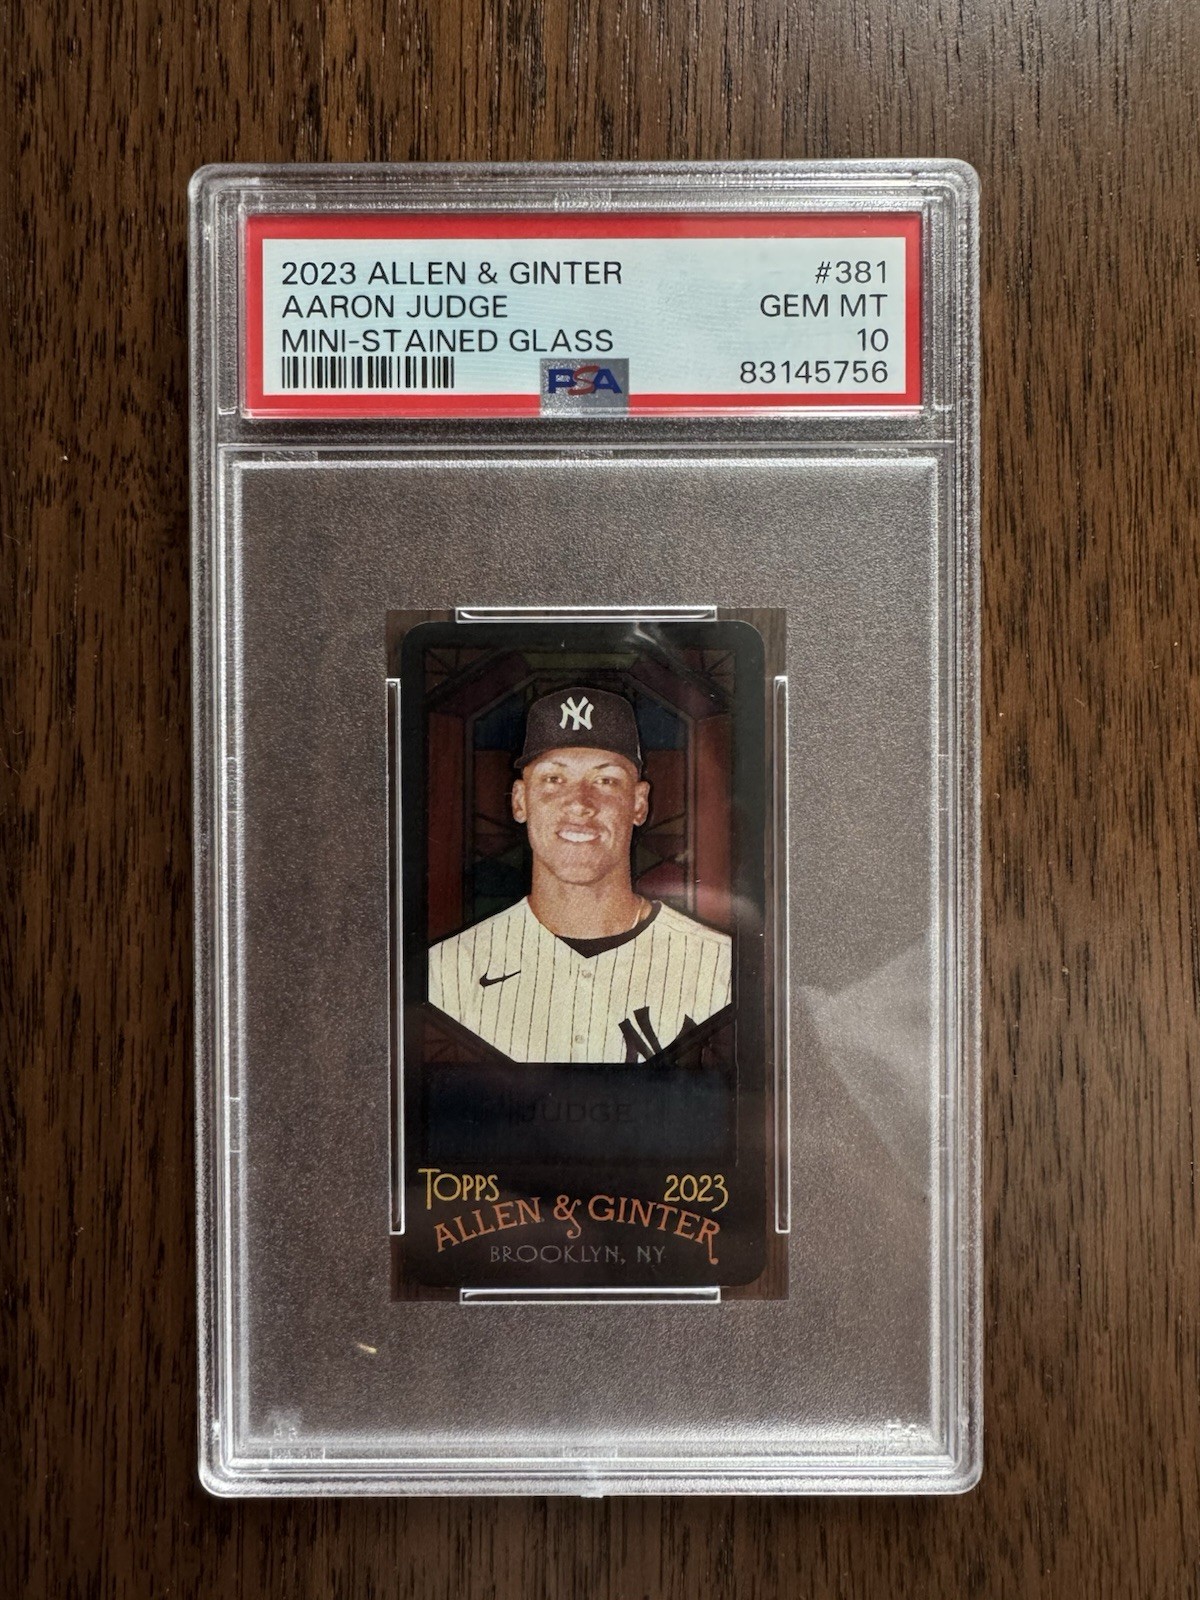 2023 ALLEN & GINTER #381
AARON JUDGE GEM MT
MINI-STAINED GLASS 10
PSA 83145756
NY
NY
JUDGE
TOPPS 2023
ALLEN & GINTER
BROOKLYN, NY